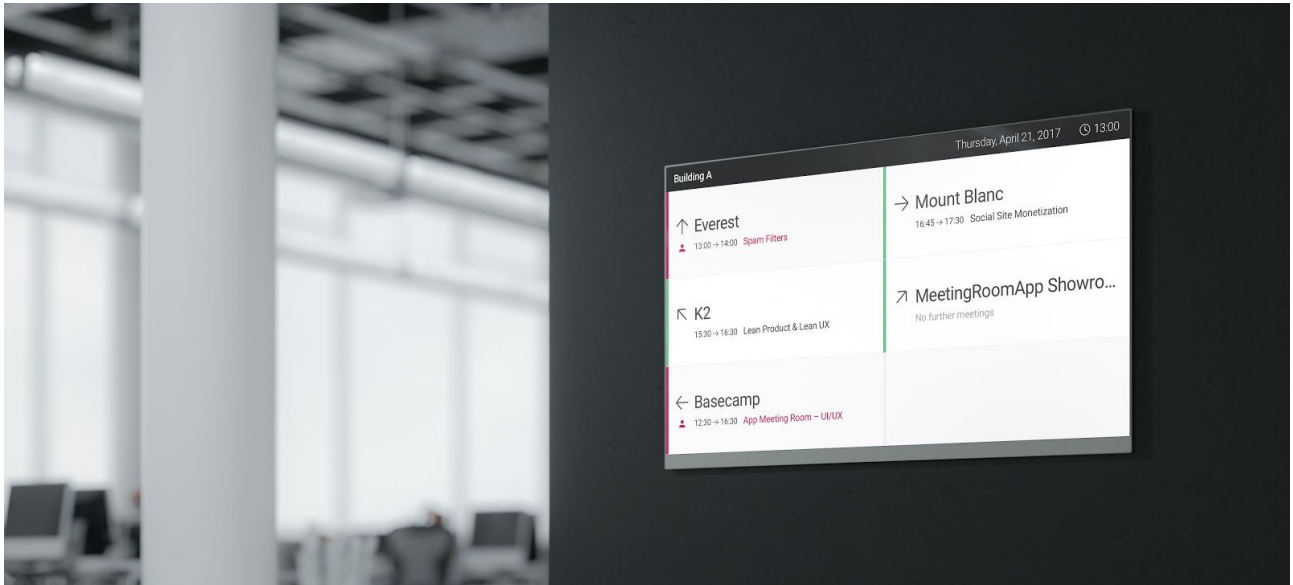 Building A
Thursday, April 21, 2017 13:00
↑ Everest
13:00 → 14:00 Spam Filters
↖ K2
15:30 → 16:30 Lean Product & Lean UX
← Basecamp
12:30 → 16:30 App Meeting Room – UI/UX
→ Mount Blanc
16:45 → 17:30 Social Site Monetization
↗ MeetingRoomApp Showro...
No further meetings